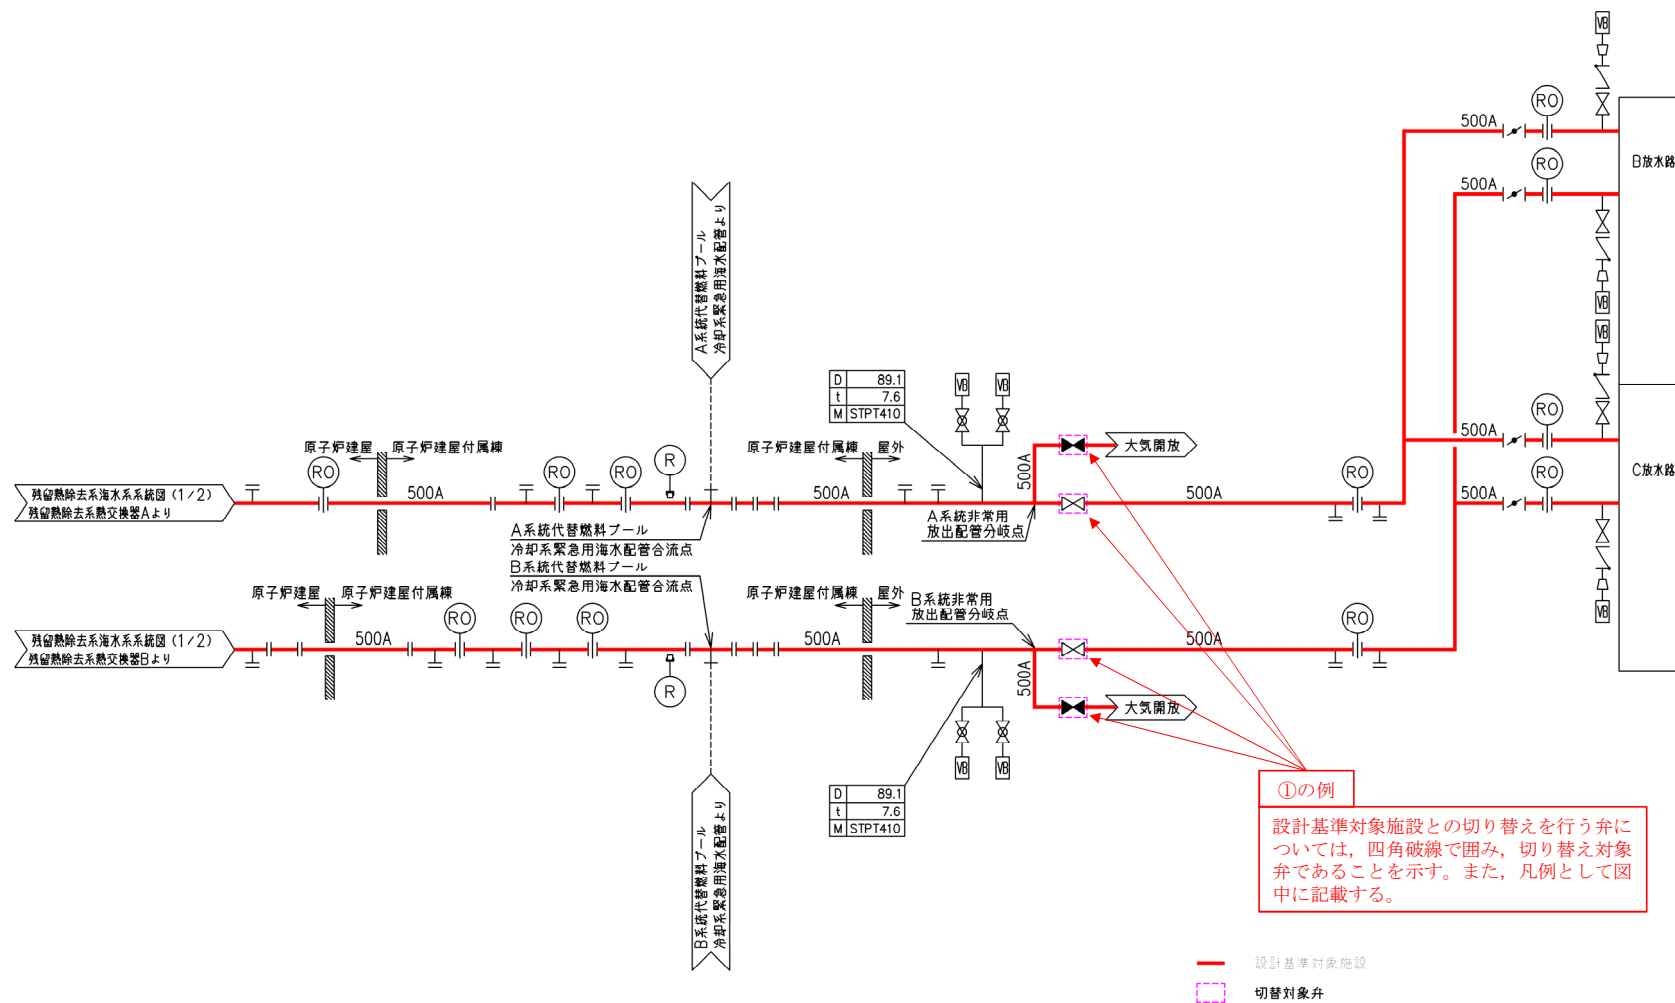 VB
RO
500A
B放水路
RO
500A
A系統代替燃料プール
冷却系緊急用海水配管より
VB
VB
D 89.1
t 7.6
M STPT410
VB
VB
RO
500A
C放水路
大気開放
原子炉建屋
原子炉建屋付属棟
R
原子炉建屋付属棟
屋外
RO
RO
RO
500A
RO
RO
500A
残留熱除去系海水系系統図(1/2)
残留熱除去系熱交換器Aより
500A
500A
500A
A系統代替燃料プール
冷却系緊急用海水配管合流点
A系統非常用
放出配管分岐点
B系統代替燃料プール
冷却系緊急用海水配管合流点
原子炉建屋
原子炉建屋付属棟
原子炉建屋付属棟
屋外
B系統非常用
放出配管分岐点
VB
RO
RO
RO
RO
残留熱除去系海水系系統図(1/2)
残留熱除去系熱交換器Bより
500A
500A
500A
500A
R
大気開放
VB
VB
D 89.1
t 7.6
M STPT410
B系統代替燃料プール
冷却系緊急用海水配管より
①の例
設計基準対象施設との切り替えを行う弁に
ついては,四角破線で囲み,切り替え対象
弁であることを示す。また,凡例として図
中に記載する。
設計基準対象施設
切替対象弁